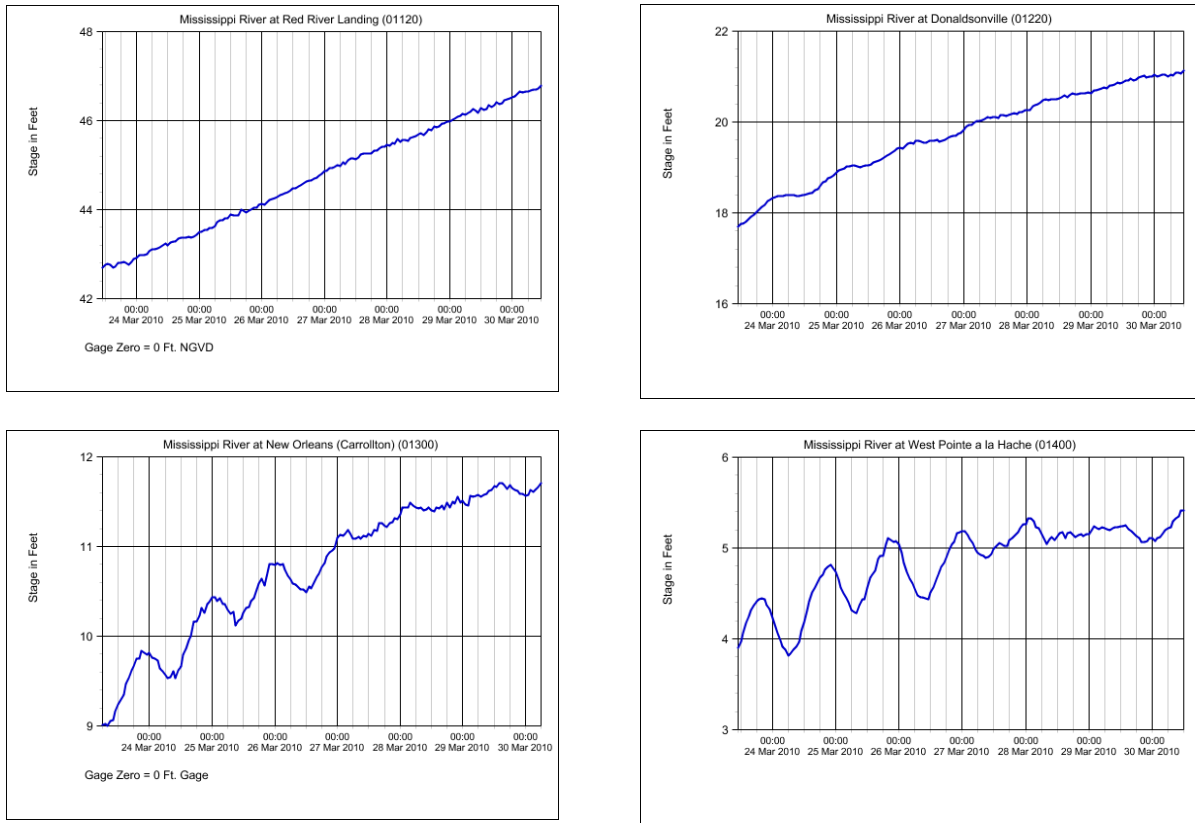 Mississippi River at Red River Landing (01120)
48
46
44
42
Stage in Feet
00:00 00:00 00:00 00:00 00:00 00:00 00:00
24 Mar 2010 25 Mar 2010 26 Mar 2010 27 Mar 2010 28 Mar 2010 29 Mar 2010 30 Mar 2010
Gage Zero = 0 Ft. NGVD
Mississippi River at Donaldsonville (01220)
22
20
18
16
Stage in Feet
00:00 00:00 00:00 00:00 00:00 00:00 00:00
24 Mar 2010 25 Mar 2010 26 Mar 2010 27 Mar 2010 28 Mar 2010 29 Mar 2010 30 Mar 2010
Mississippi River at New Orleans (Carrollton) (01300)
12
11
10
9
Stage in Feet
00:00 00:00 00:00 00:00 00:00 00:00 00:00
24 Mar 2010 25 Mar 2010 26 Mar 2010 27 Mar 2010 28 Mar 2010 29 Mar 2010 30 Mar 2010
Gage Zero = 0 Ft. Gage
Mississippi River at West Pointe a la Hache (01400)
6
5
4
3
Stage in Feet
00:00 00:00 00:00 00:00 00:00 00:00 00:00
24 Mar 2010 25 Mar 2010 26 Mar 2010 27 Mar 2010 28 Mar 2010 29 Mar 2010 30 Mar 2010